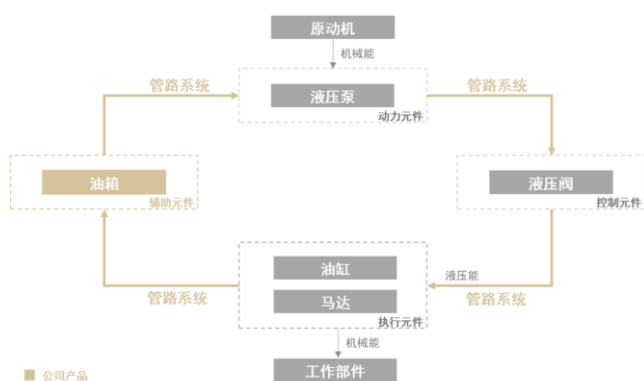 原动机
机械能
管路系统
液压泵
动力元件
管路系统
油箱
辅助元件
液压阀
控制元件
油缸
马达
执行元件
液压能
管路系统
管路系统
机械能
工作部件
公司产品